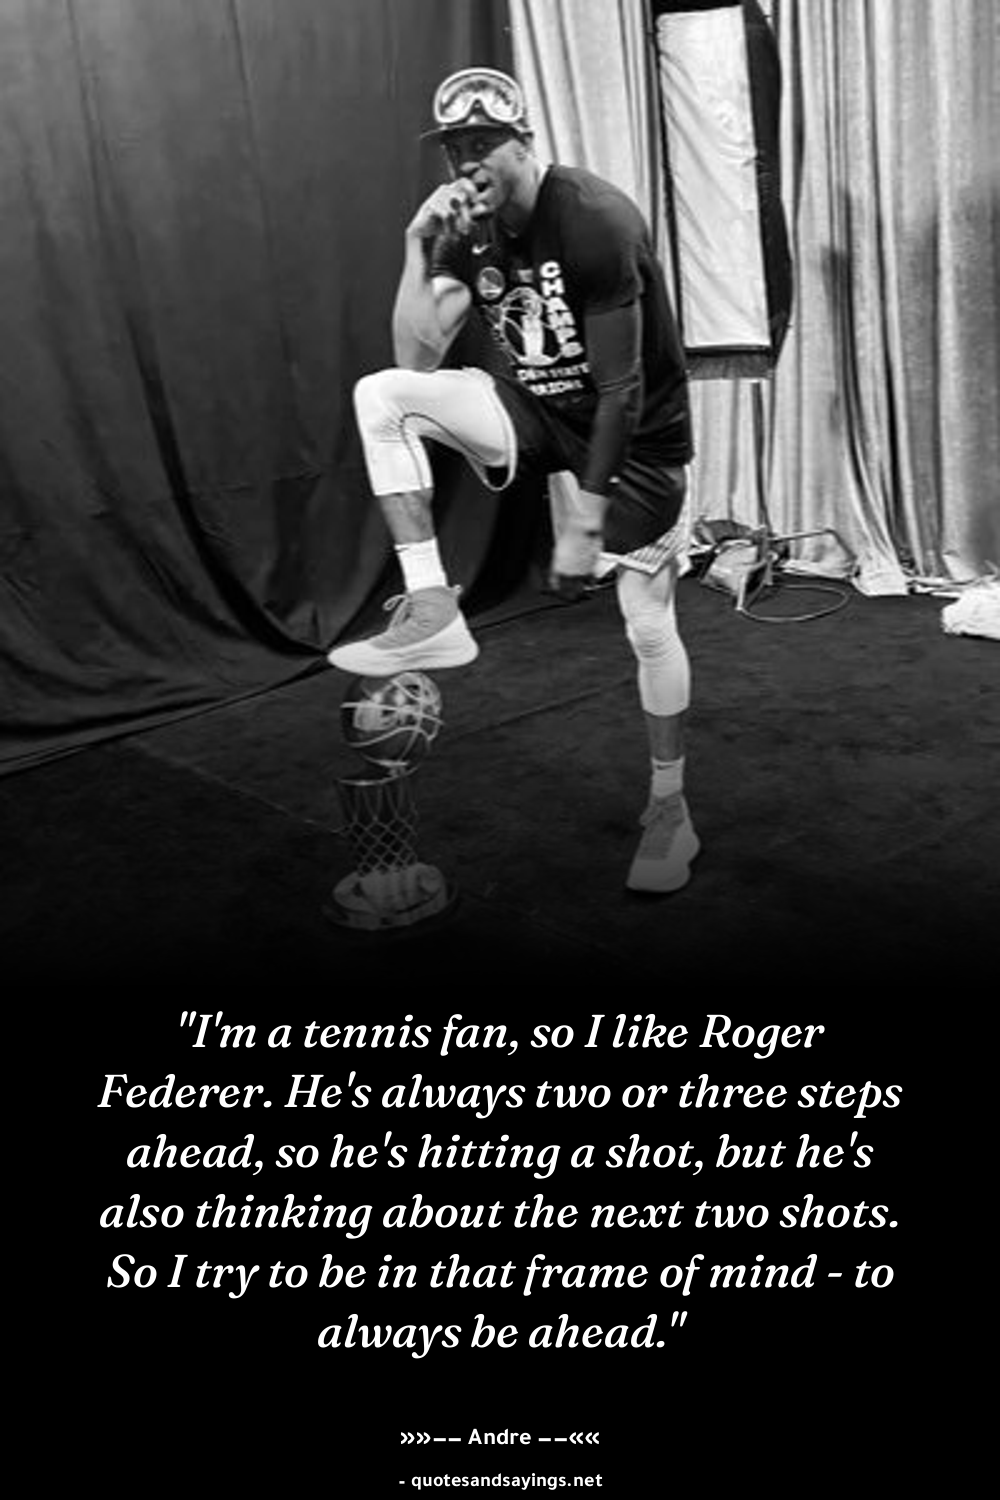 CHAMPS
"I'm a tennis fan, so I like Roger
Federer. He's always two or three steps
ahead, so he's hitting a shot, but he's
also thinking about the next two shots.
So I try to be in that frame of mind - to
always be ahead."
»»–– Andre ––««
- quotesandsayings.net